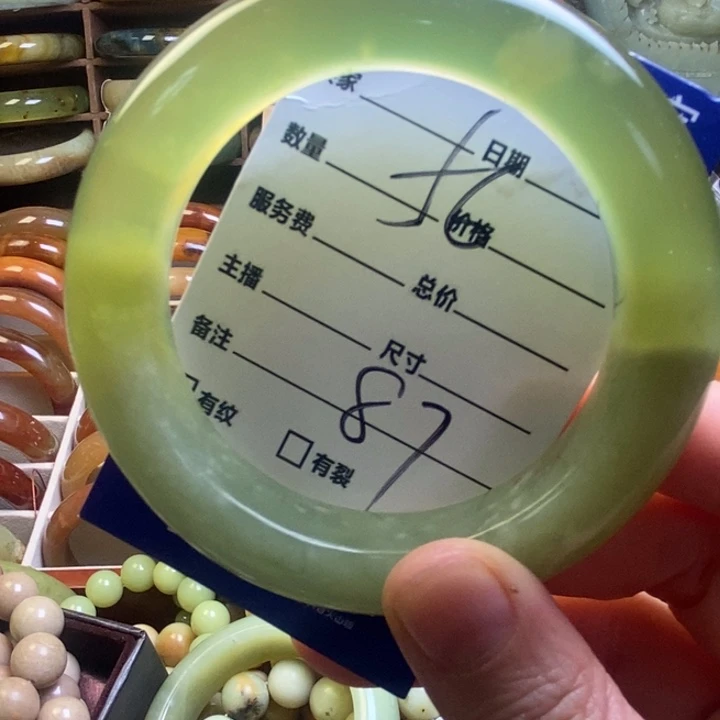 家
数量 日期
服务费 价格
主播 总价
备注 尺寸
87
有纹 有裂